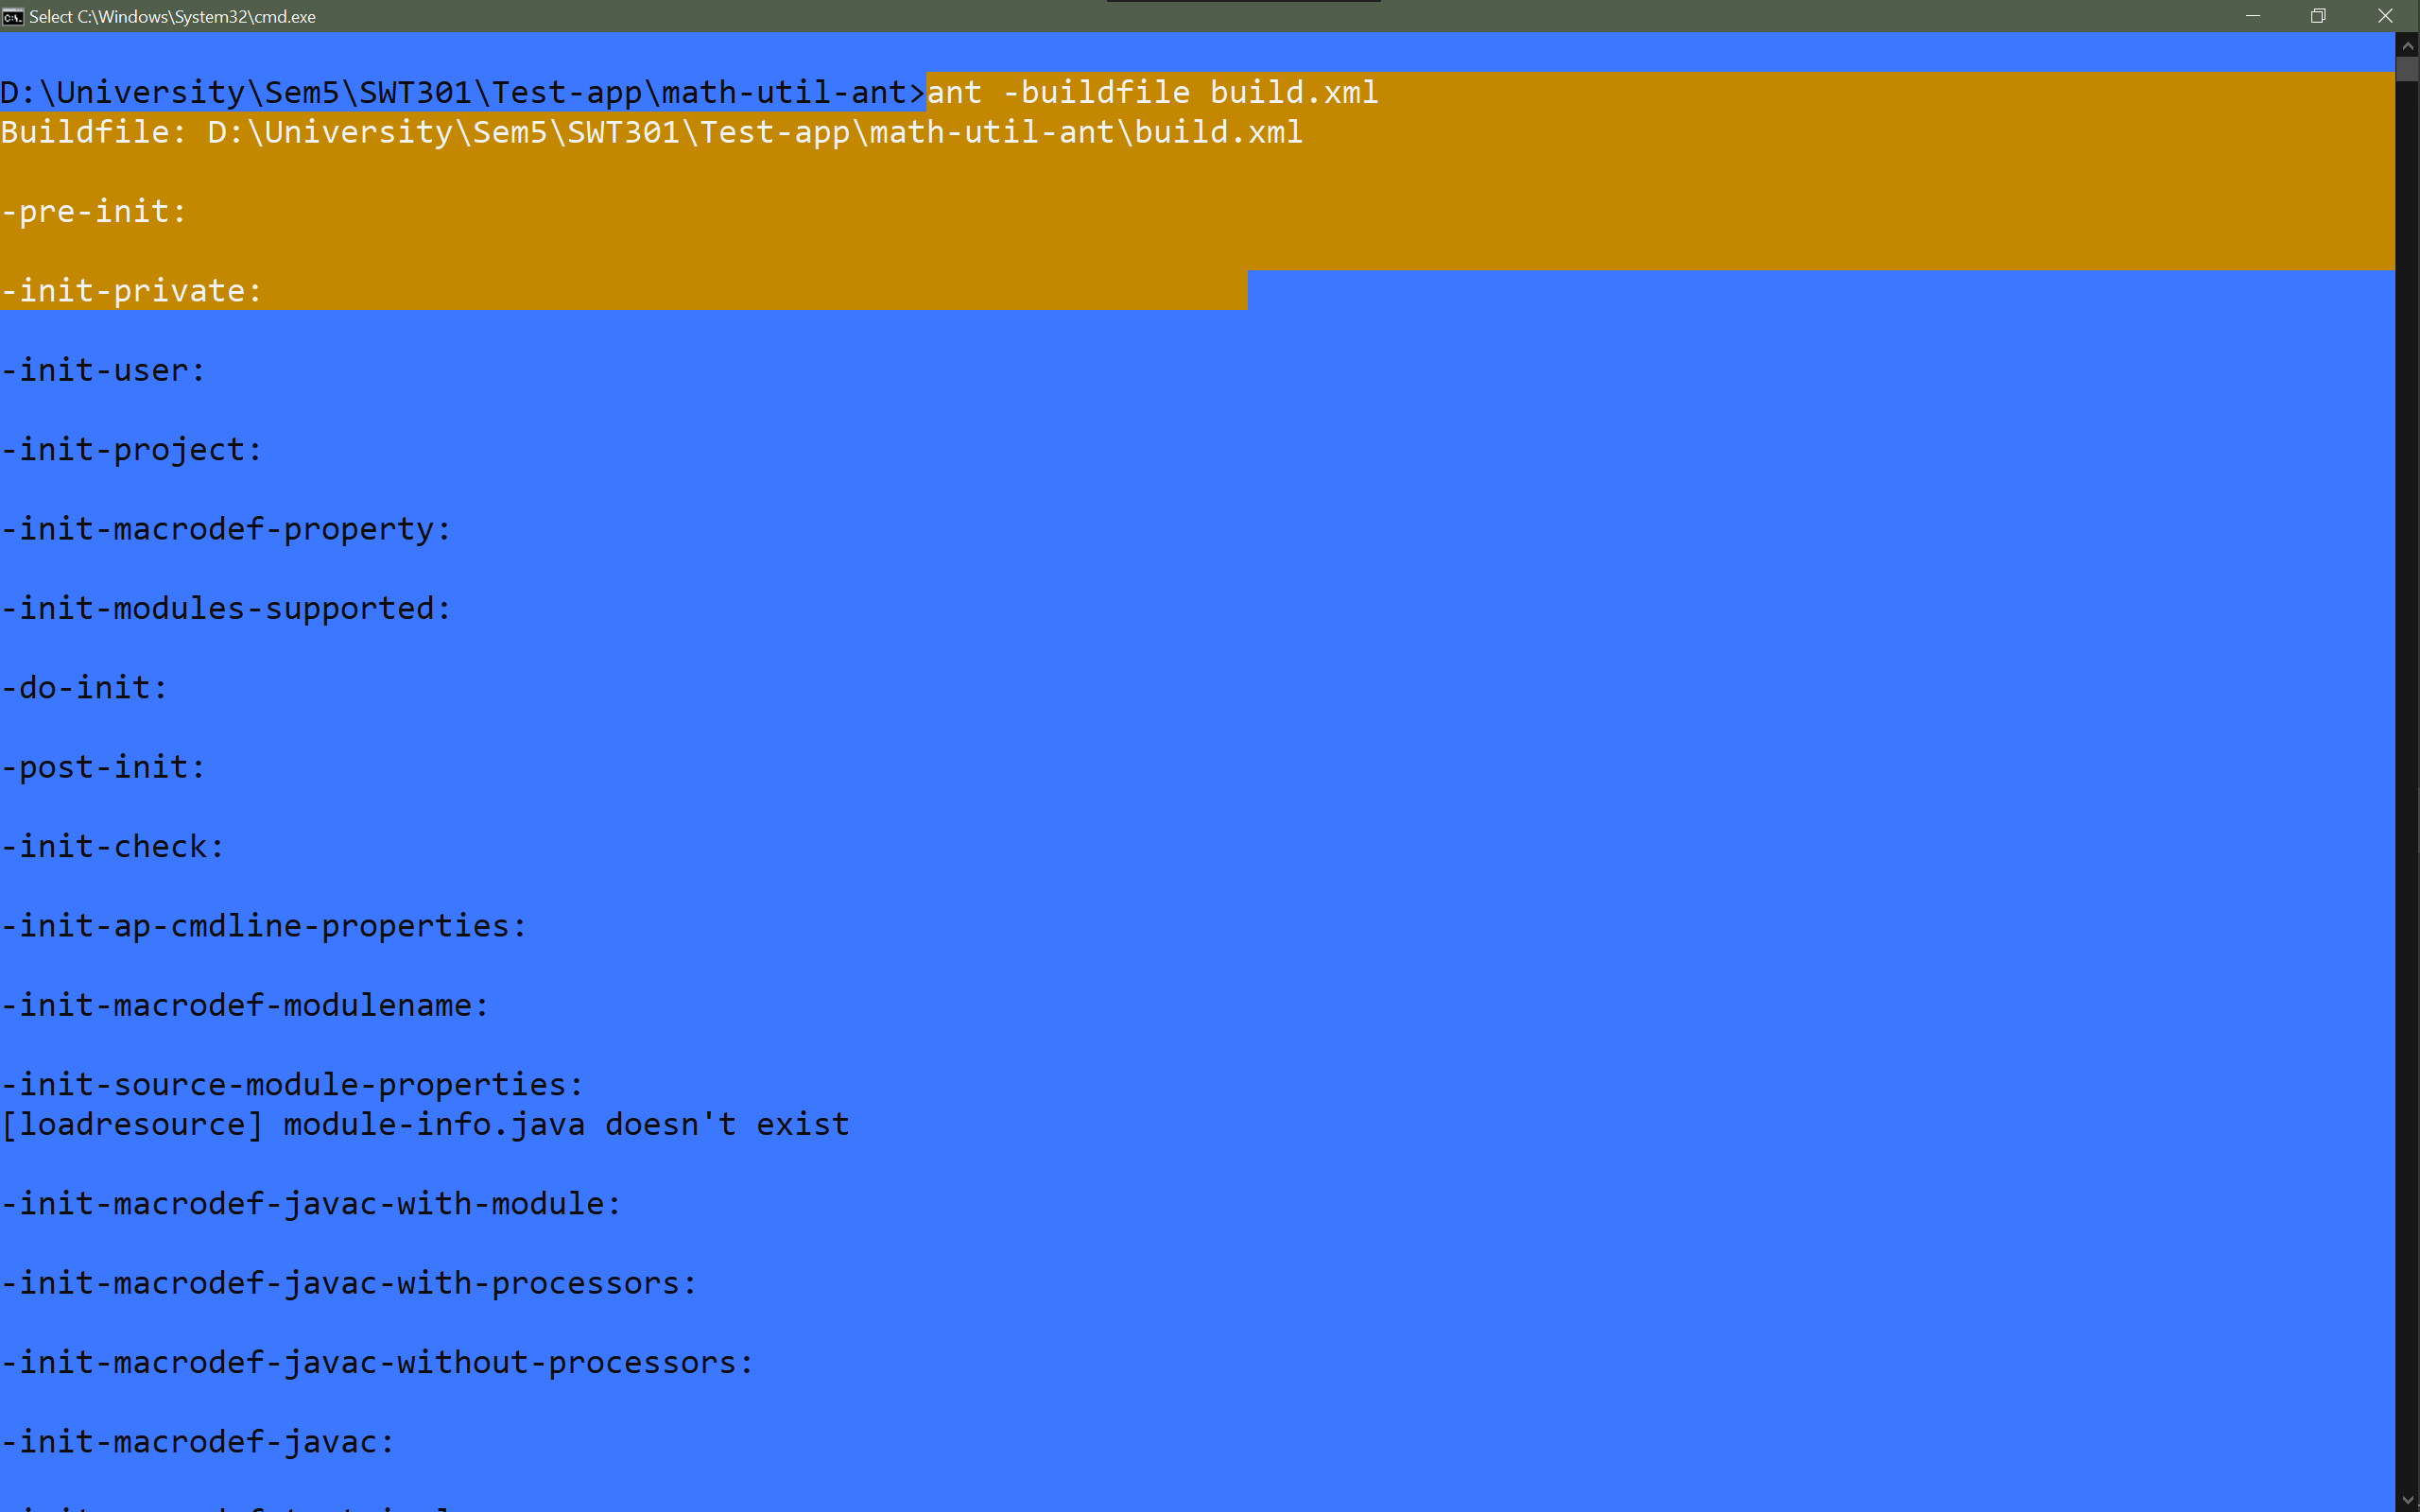 Select C:\Windows\System32\cmd.exe
D:\University\Sem5\SWT301\Test-app\math-util-ant>ant -buildfile build.xml
Buildfile: D:\University\Sem5\SWT301\Test-app\math-util-ant\build.xml
-pre-init:
-init-private:
-init-user:
-init-project:
-init-macrodef-property:
-init-modules-supported:
-do-init:
-post-init:
-init-check:
-init-ap-cmdline-properties:
-init-macrodef-modulename:
-init-source-module-properties:
[loadresource] module-info.java doesn't exist
-init-macrodef-javac-with-module:
-init-macrodef-javac-with-processors:
-init-macrodef-javac-without-processors:
-init-macrodef-javac: